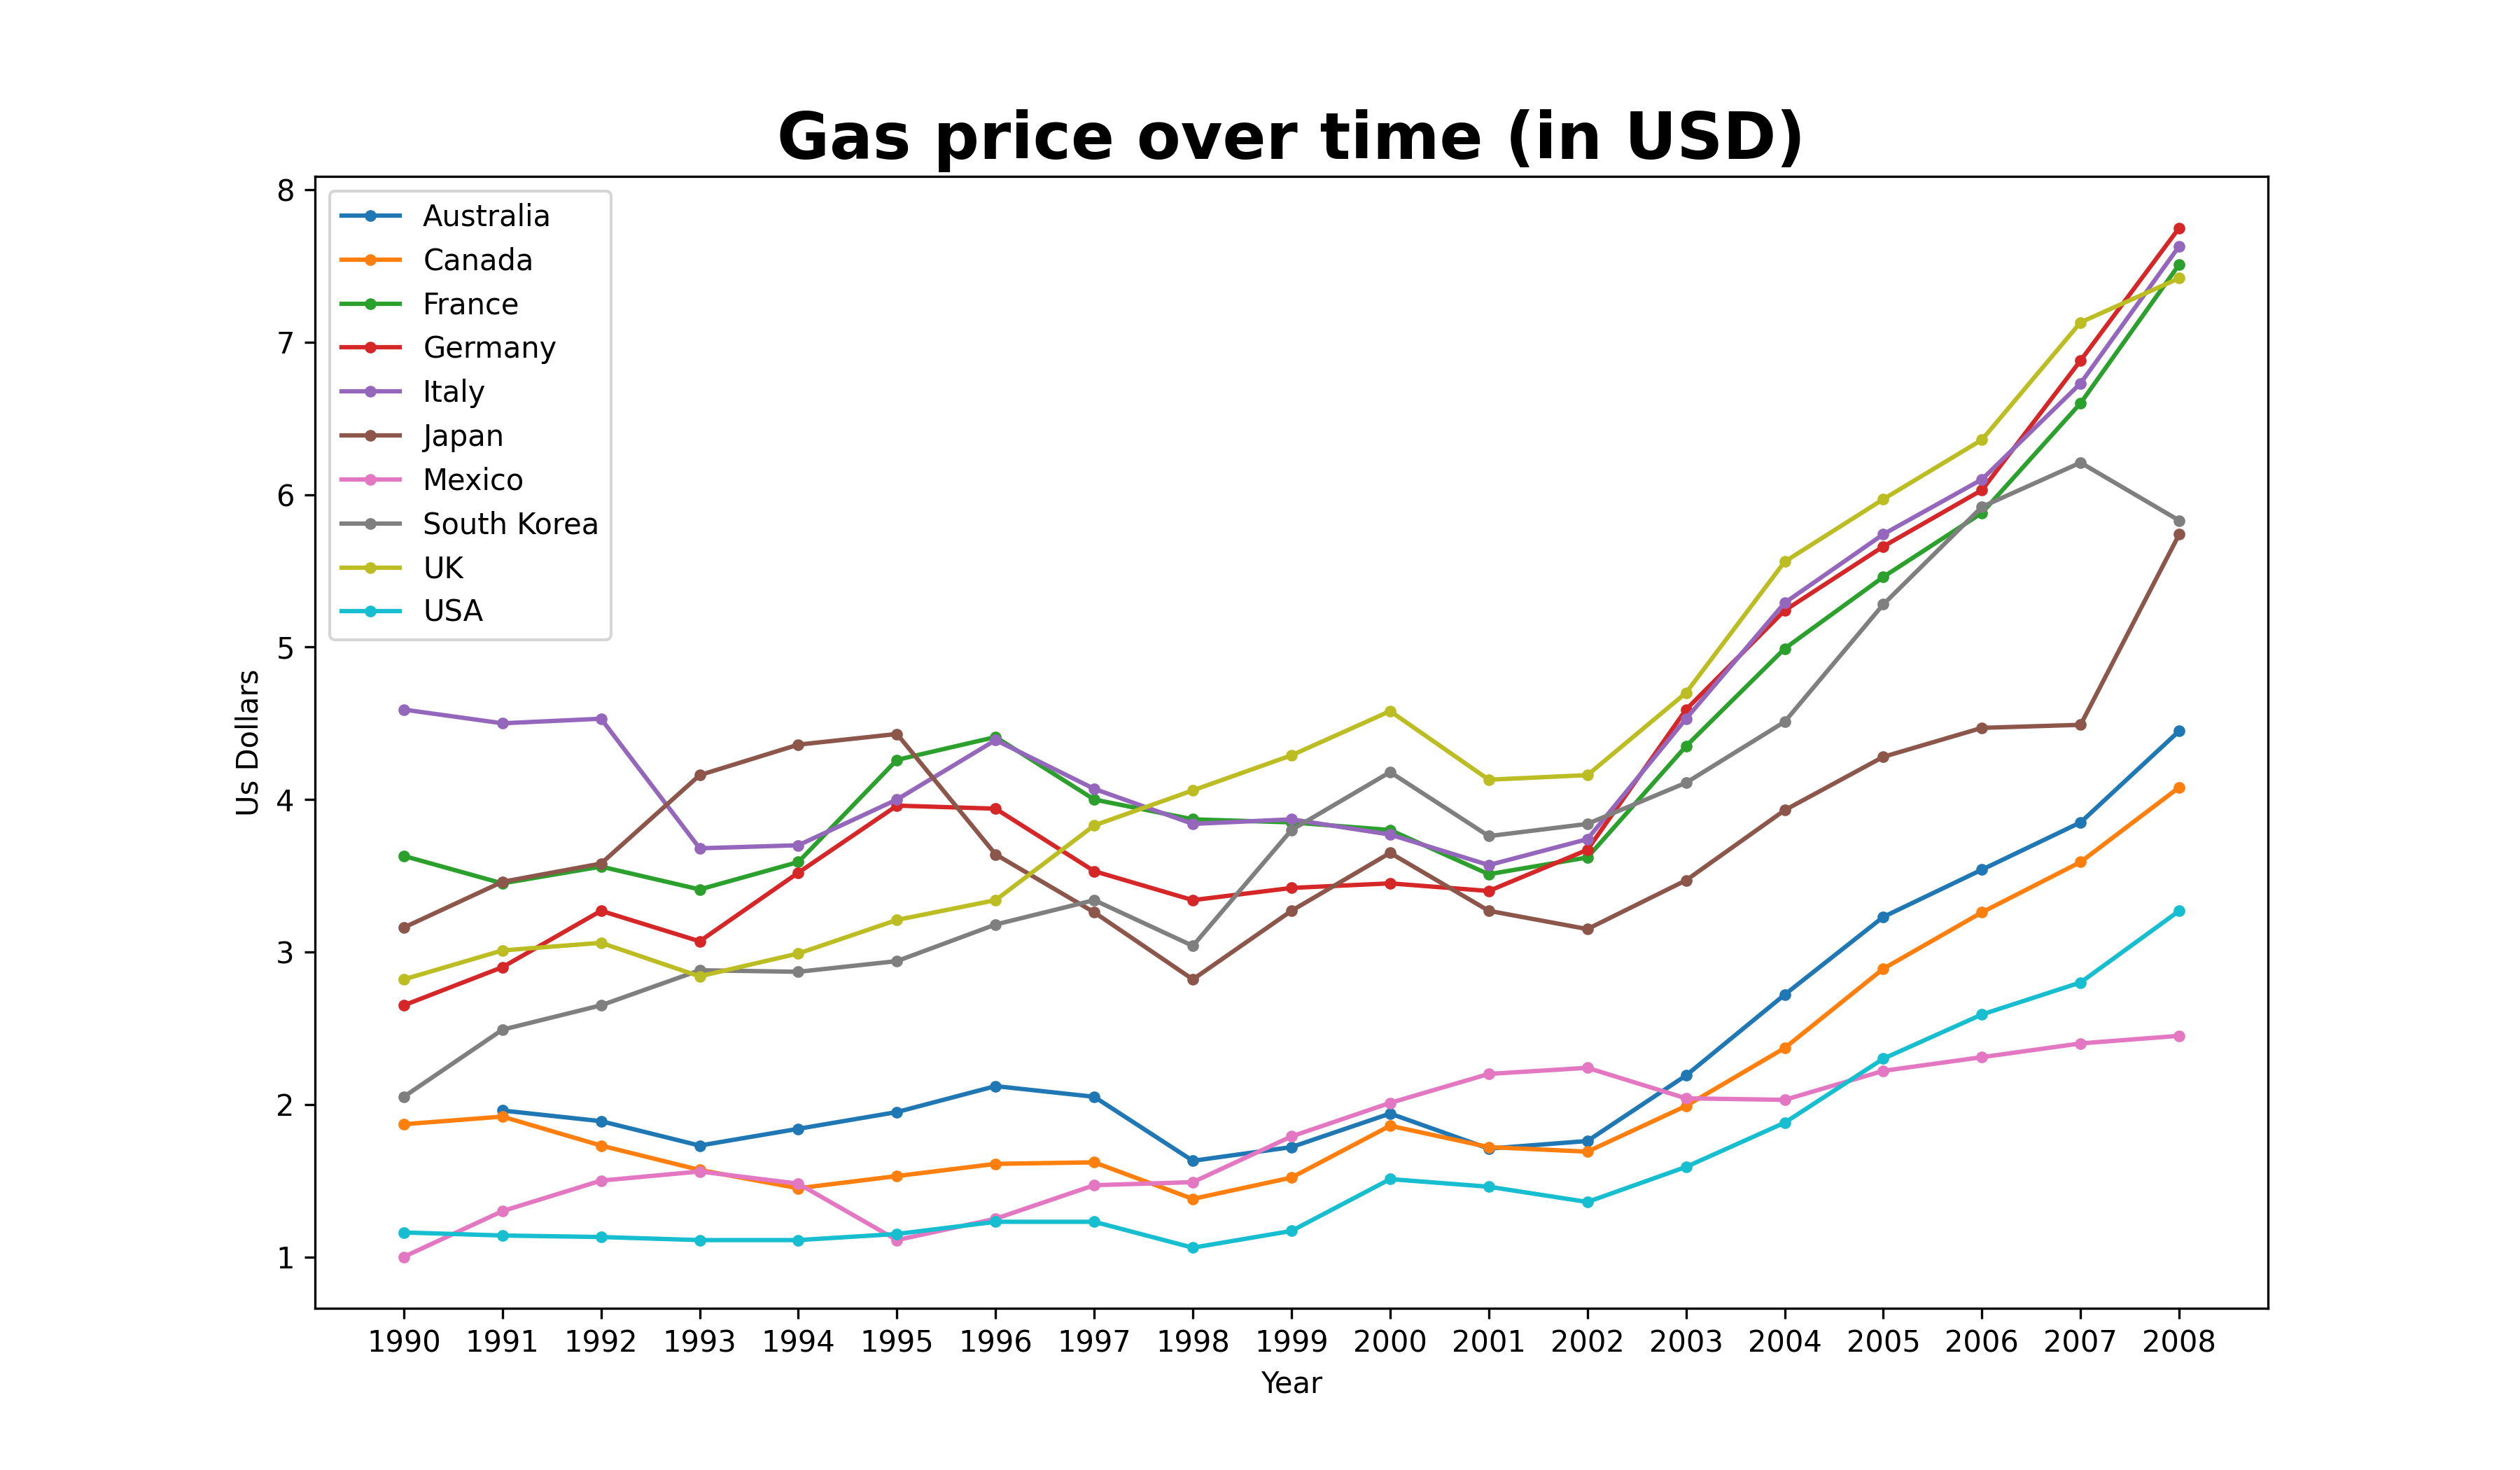 Gas price over time (in USD)
8
7
6
5
4
3
2
1
Us Dollars
Australia
Canada
France
Germany
Italy
Japan
Mexico
South Korea
UK
USA
1990 1991 1992 1993 1994 1995 1996 1997 1998 1999 2000 2001 2002 2003 2004 2005 2006 2007 2008
Year